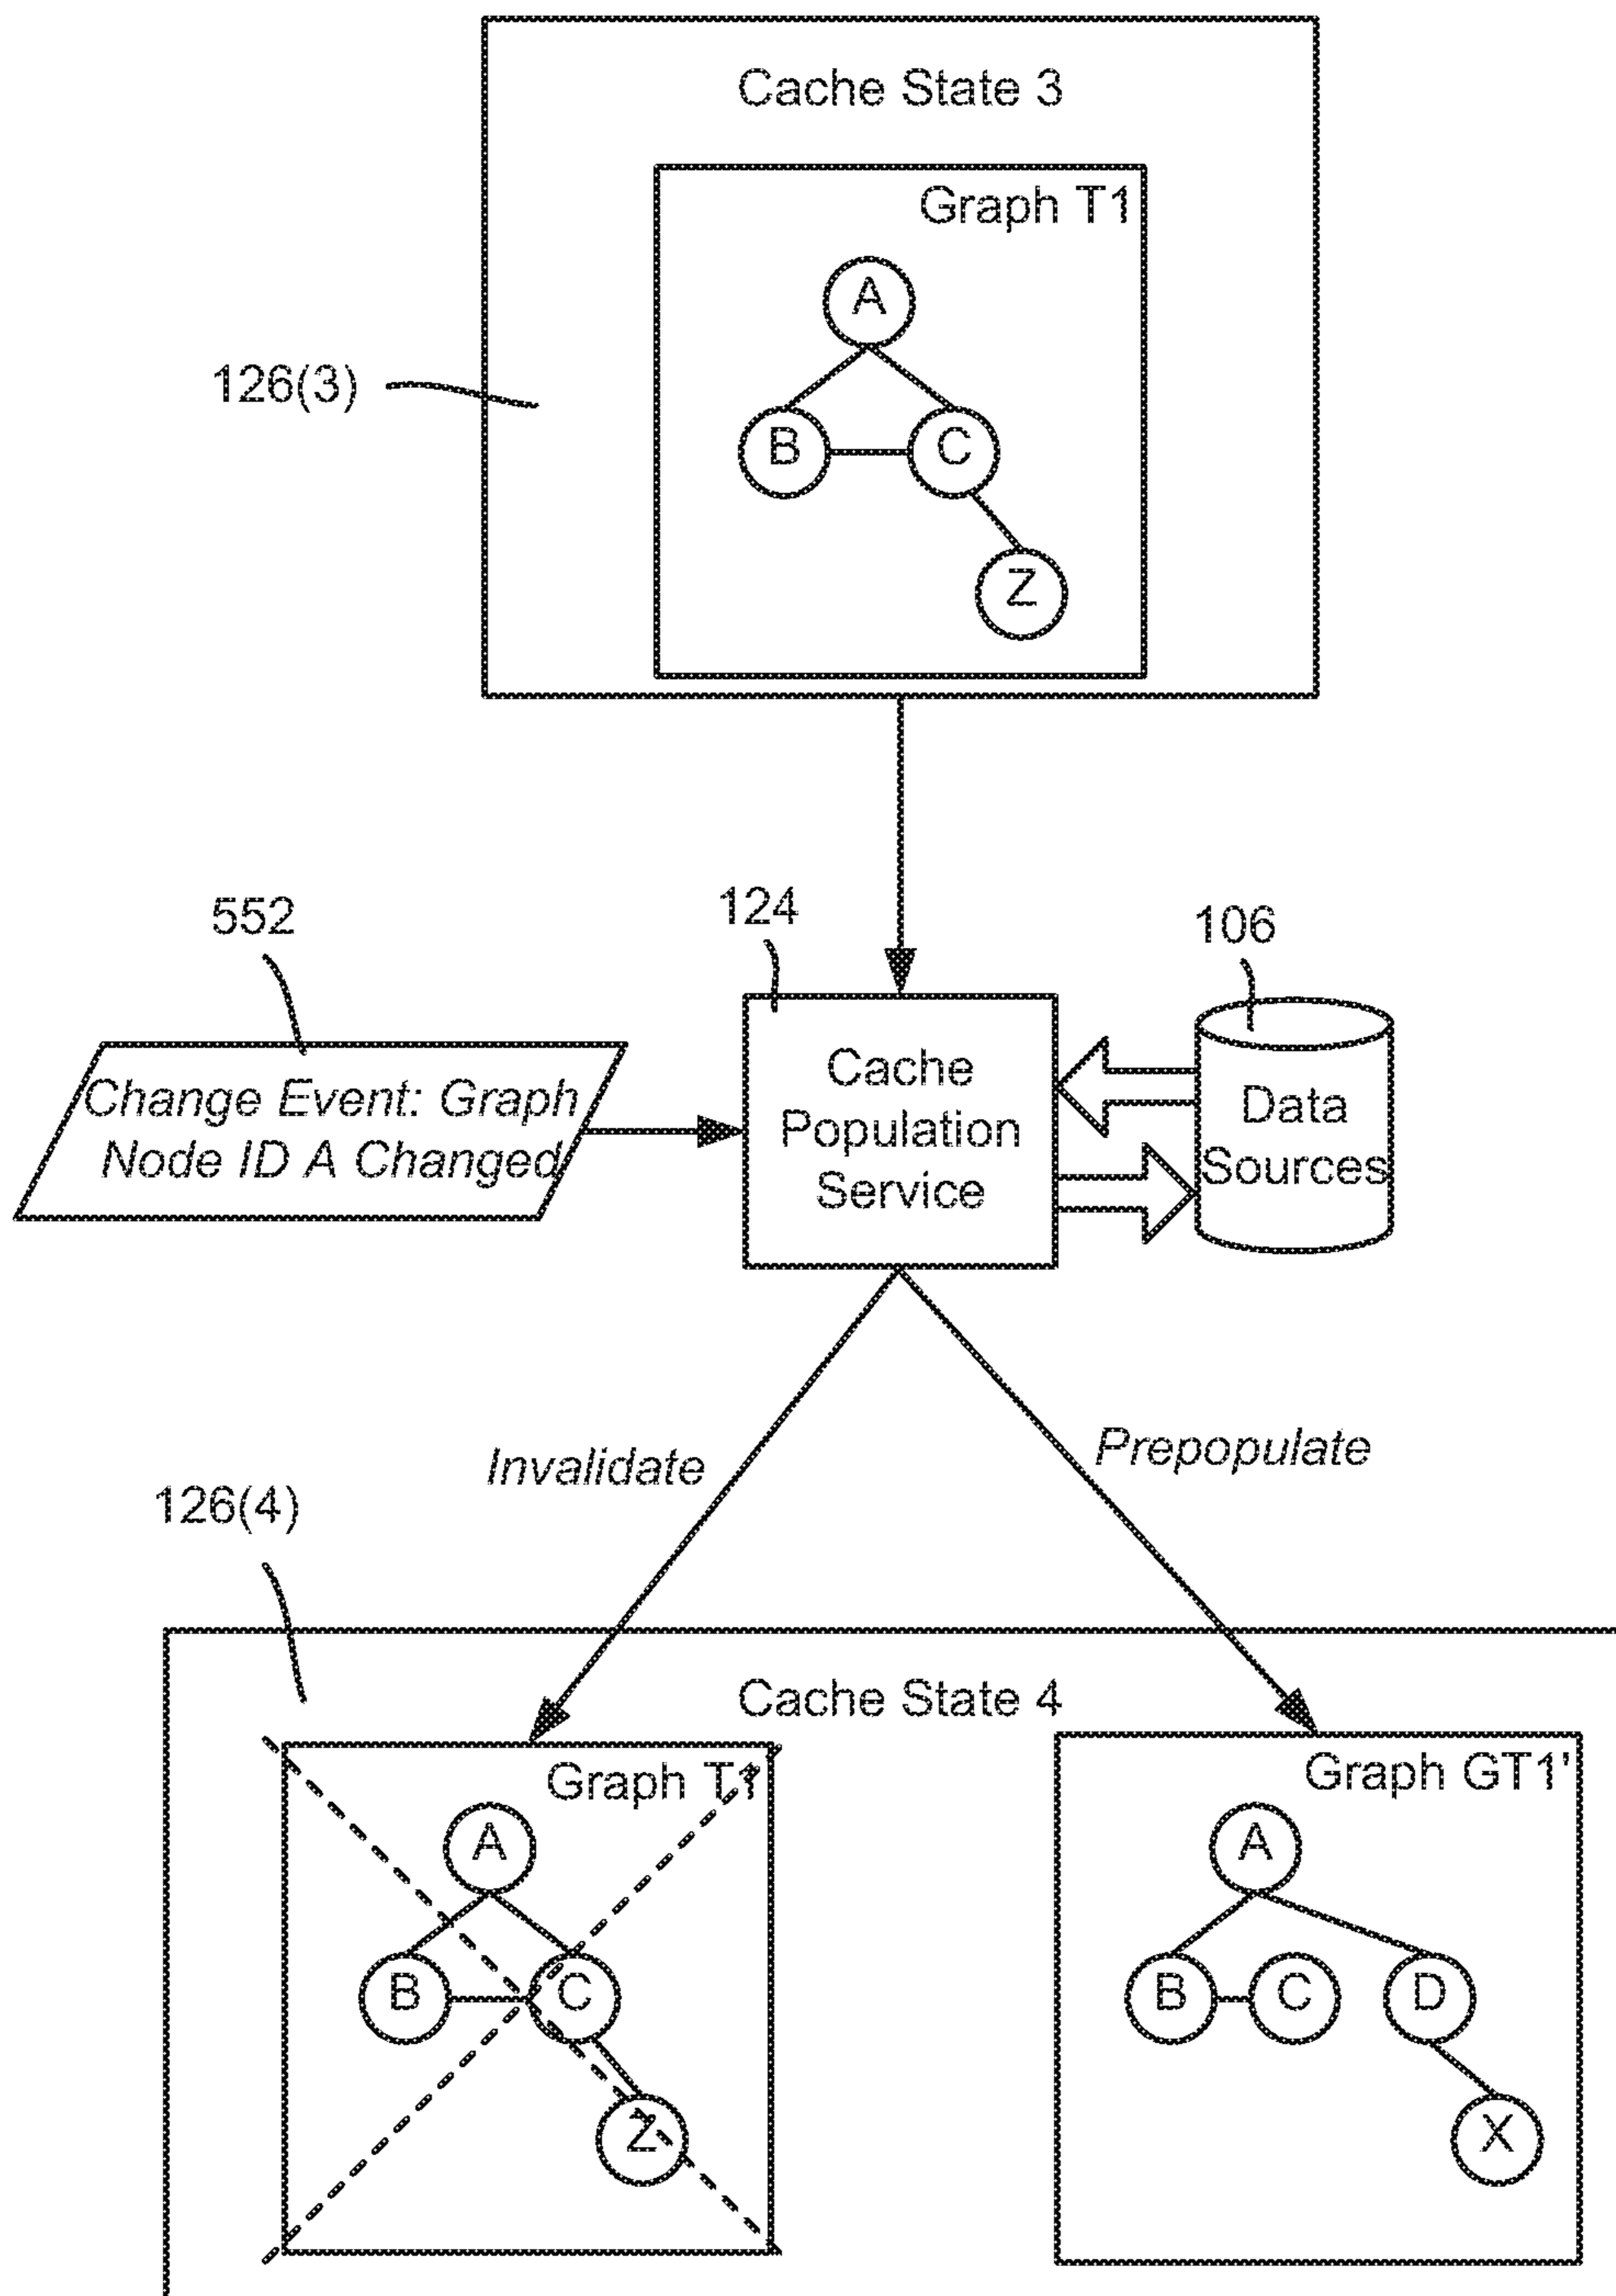 Cache State 3
Graph T1
A
126(3)
B
C
Z
552
124
106
Change Event: Graph
Node ID A Changed
Cache
Population
Service
Data
Sources
Invalidate
Prepopulate
126(4)
Cache State 4
Graph T1
A
B
C
Z
Graph GT1'
A
B
C
D
X